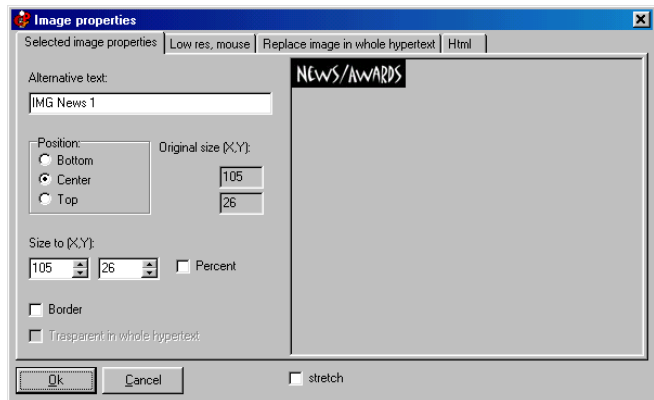 Image properties
Selected image properties Low res, mouse Replace image in whole hypertext Html
Alternative text:
IMG News 1
NEWS/AWARDS
Position:
Bottom
Center
Top
Original size (X,Y):
105
26
Size to (X,Y):
105 26 Percent
Border
Trasparent in whole hypertext
Ok Cancel stretch